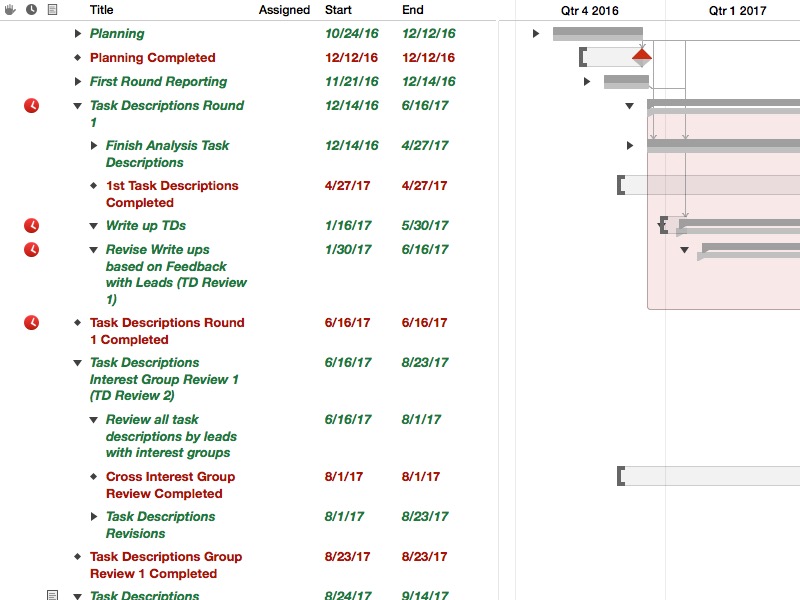 Title Assigned Start End Qtr 4 2016 Qtr 1 2017
Planning 10/24/16 12/12/16
Planning Completed 12/12/16 12/12/16
First Round Reporting 11/21/16 12/14/16
Task Descriptions Round 12/14/16 6/16/17
1
Finish Analysis Task 12/14/16 4/27/17
Descriptions
1st Task Descriptions 4/27/17 4/27/17
Completed
Write up TDs 1/16/17 5/30/17
Revise Write ups 1/30/17 6/16/17
based on Feedback
with Leads (TD Review
1)
Task Descriptions Round 6/16/17 6/16/17
1 Completed
Task Descriptions 6/16/17 8/23/17
Interest Group Review 1
(TD Review 2)
Review all task 6/16/17 8/1/17
descriptions by leads
with interest groups
Cross Interest Group 8/1/17 8/1/17
Review Completed
Task Descriptions 8/1/17 8/23/17
Revisions
Task Descriptions Group 8/23/17 8/23/17
Review 1 Completed
Task Descriptions 8/24/17 9/14/17